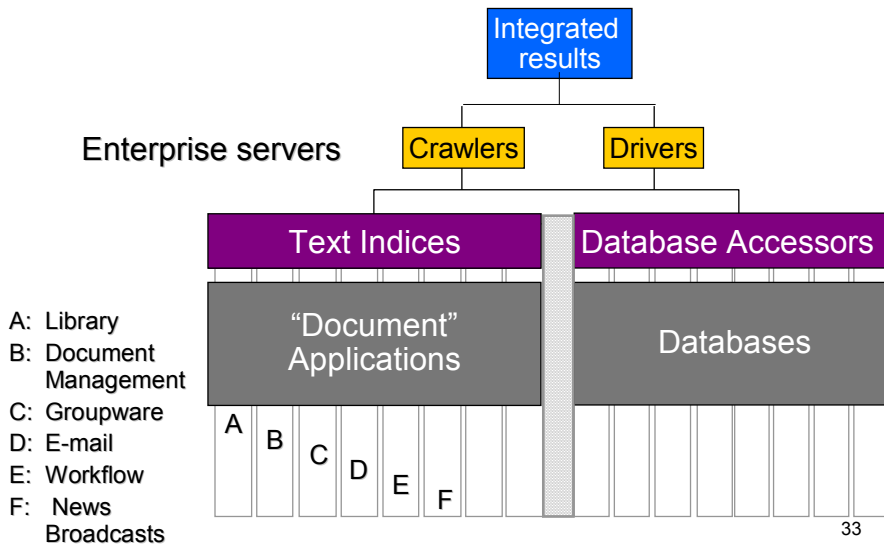 Integrated
results
Enterprise servers
Crawlers
Drivers
Text Indices
Database Accessors
“Document”
Applications
Databases
A: Library
B: Document
Management
C: Groupware
D: E-mail
E: Workflow
F: News
Broadcasts
A
B
C
D
E
F
33